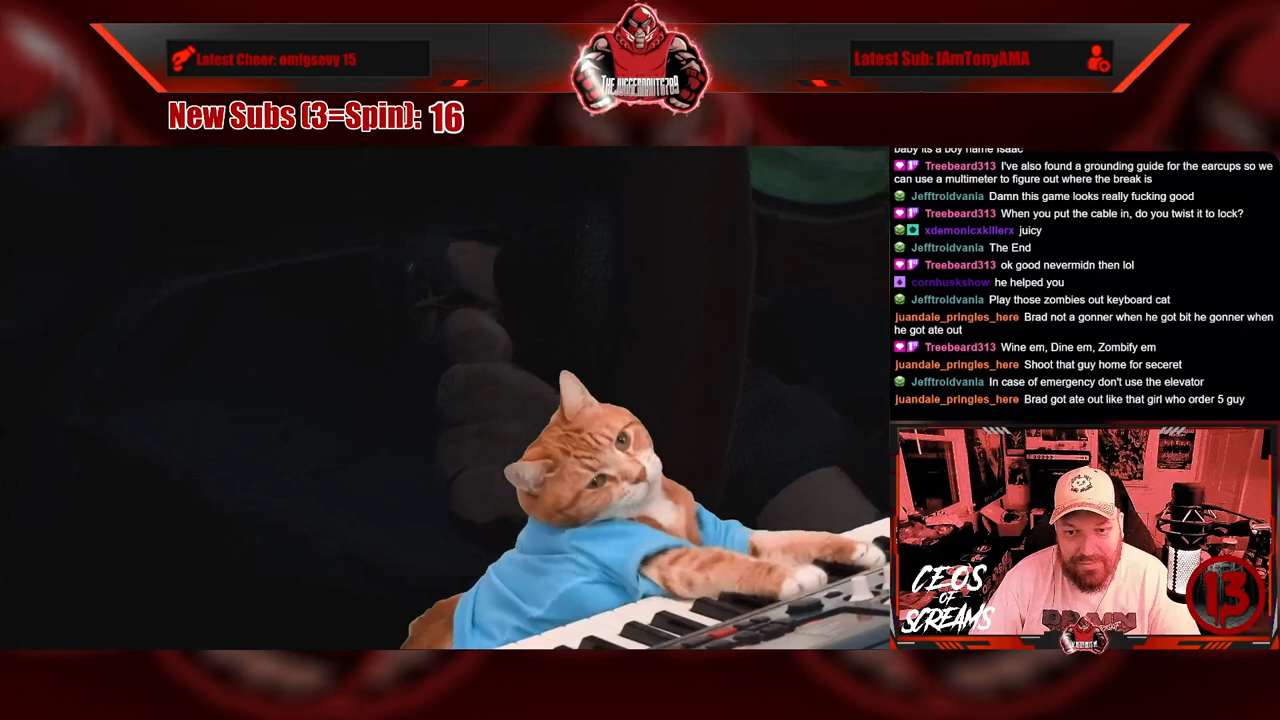 Latest Cheer: omfgsevy 15
THEJUGGERNAUT6789
Latest Sub: IAmTonyAMA
New Subs (3=Spin): 16
baby its a boy name Isaac
Treebeard313 I've also found a grounding guide for the earcups so we
can use a multimeter to figure out where the break is
Jefftroidvania Damn this game looks really fucking good
Treebeard313 When you put the cable in, do you twist it to lock?
xdemonicxkillerx juicy
Jefftroidvania The End
Treebeard313 ok good nevermidn then lol
cornhuskshow he helped you
Jefftroidvania Play those zombies out keyboard cat
juandale_pringles_here Brad not a gonner when he got bit he gonner when
he got ate out
Treebeard313 Wine em, Dine em, Zombify em
juandale_pringles_here Shoot that guy home for seceret
Jefftroidvania In case of emergency don't use the elevator
juandale_pringles_here Brad got ate out like that girl who order 5 guy
CEOS
OF
SCREAMS
13